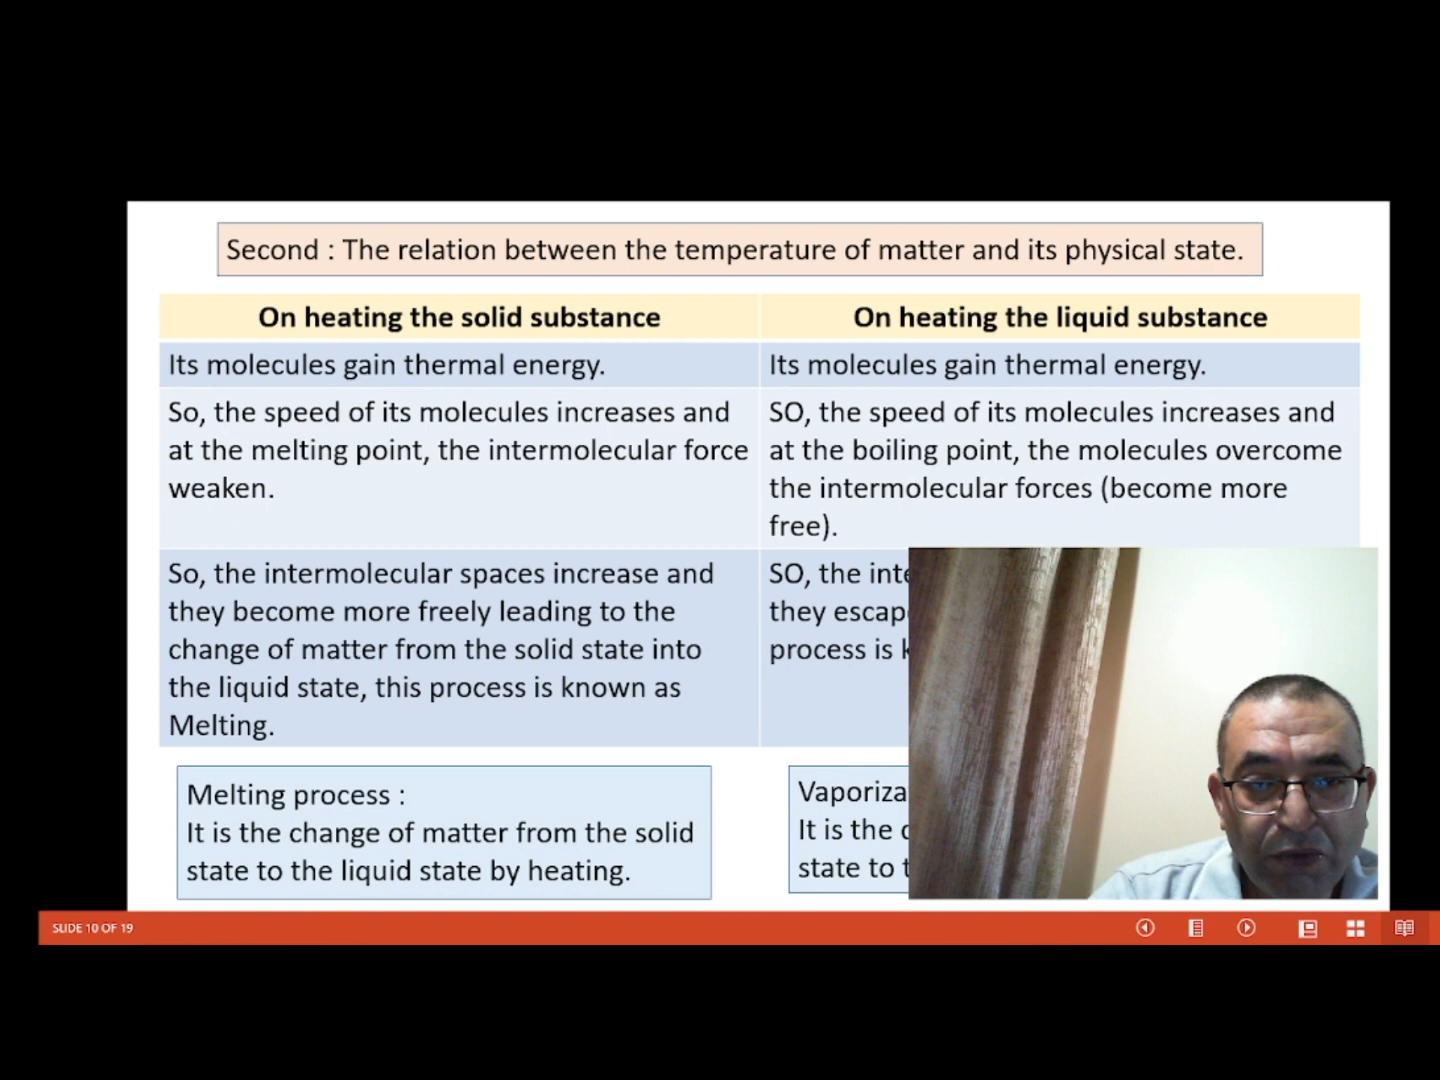 Second : The relation between the temperature of matter and its physical state.
On heating the solid substance
On heating the liquid substance
Its molecules gain thermal energy.
Its molecules gain thermal energy.
So, the speed of its molecules increases and
at the melting point, the intermolecular force
weaken.
SO, the speed of its molecules increases and
at the boiling point, the molecules overcome
the intermolecular forces (become more
free).
So, the intermolecular spaces increase and
they become more freely leading to the
change of matter from the solid state into
the liquid state, this process is known as
Melting.
SO, the
they
process is
Melting process :
It is the change of matter from the solid
state to the liquid state by heating.
It is the
state to
SLIDE 10 OF 19